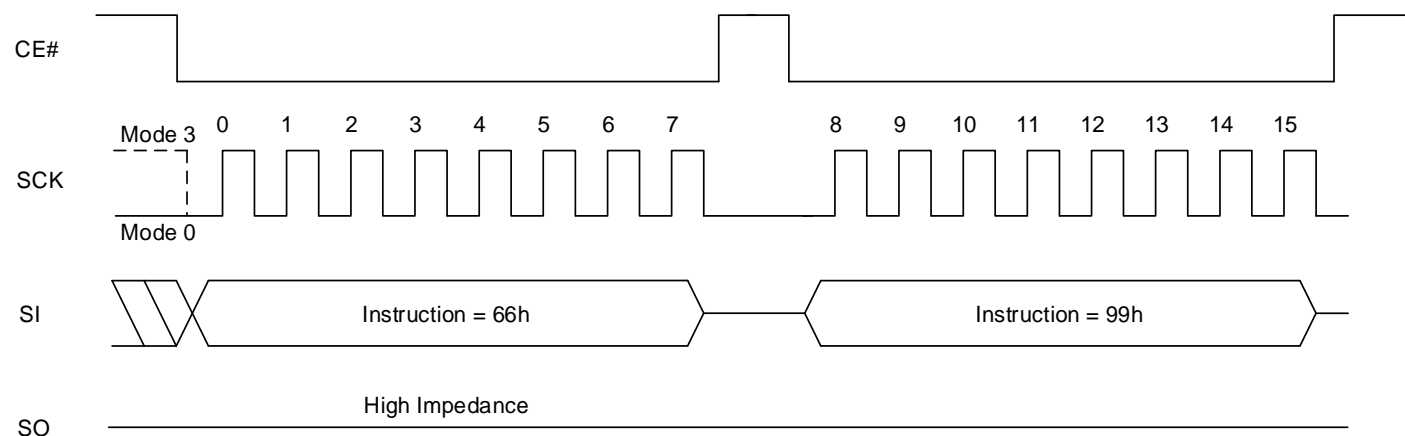 CE#
Mode 3
0 1 2 3 4 5 6 7 8 9 10 11 12 13 14 15
SCK
Mode 0
SI
Instruction = 66h
Instruction = 99h
High Impedance
SO